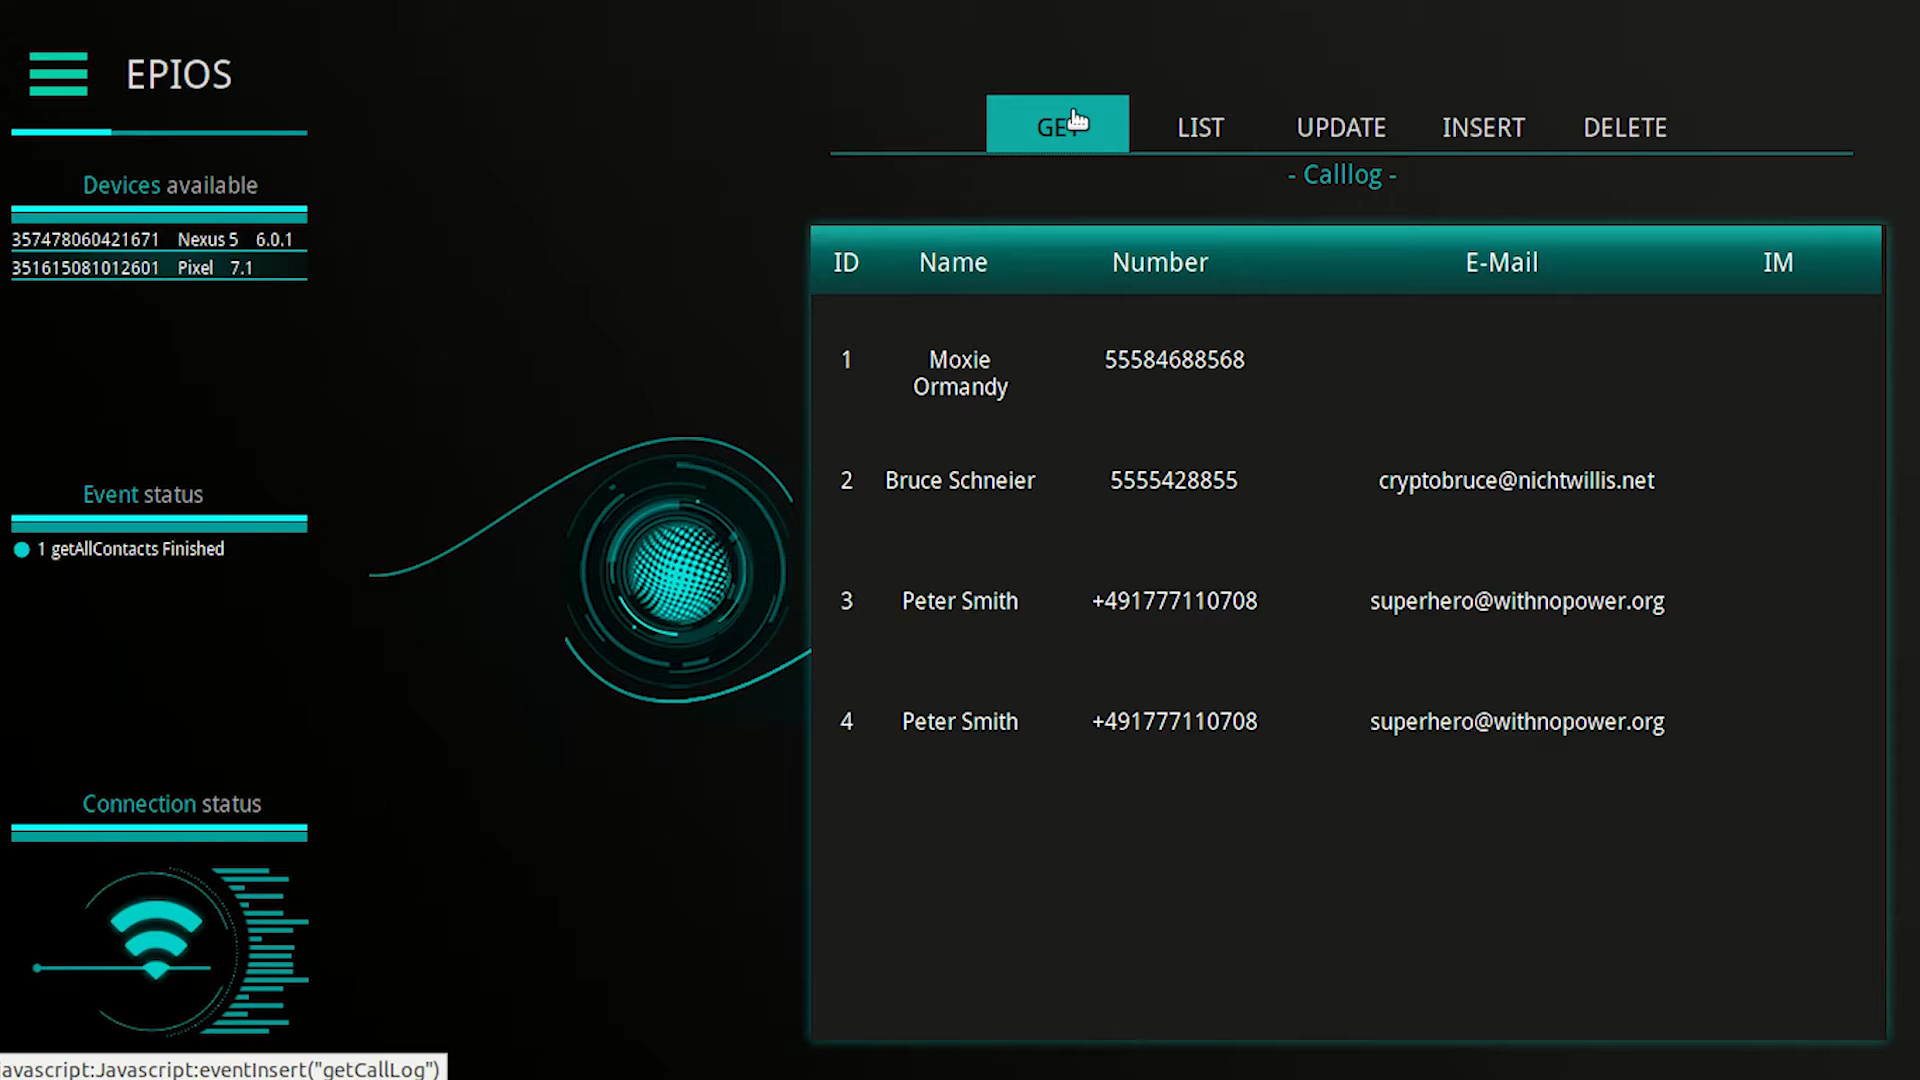 EPIOS
GET LIST UPDATE INSERT DELETE
- Calllog -
Devices available
357478060421671 Nexus 5 6.0.1
351615081012601 Pixel 7.1
Event status
1 getAllContacts Finished
Connection status
ID Name Number E-Mail IM
1 Moxie Ormandy 55584688568
2 Bruce Schneier 5555428855 cryptobruce@nichtwillis.net
3 Peter Smith +491777110708 superhero@withnopower.org
4 Peter Smith +491777110708 superhero@withnopower.org
avascript:Javascript:eventInsert("getCallLog")